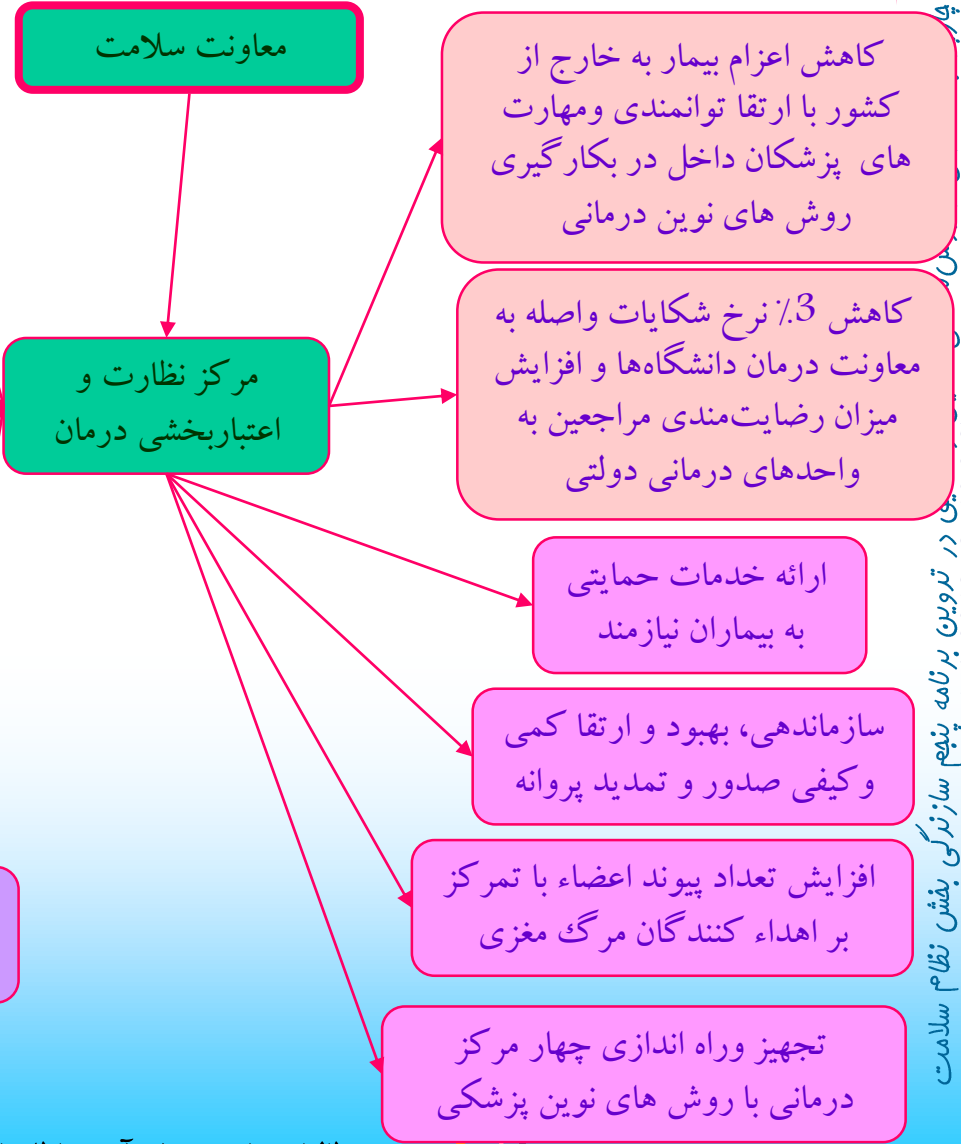 معاونت سلامت
کاهش اعزام بیمار به خارج از
کشور با ارتقا توانمندی ومهارت
های پزشکان داخل در بکارگیری
روش های نوین درمانی
کاهش 3٪ نرخ شکایات واصله به
معاونت درمان دانشگاه‌ها و افزایش
میزان رضایت‌مندی مراجعین به
واحدهای درمانی دولتی
مرکز نظارت و
اعتباربخشی درمان
ارائه خدمات حمایتی
به بیماران نیازمند
سازماندهی، بهبود و ارتقا کمی
وکیفی صدور و تمدید پروانه
افزایش تعداد پیوند اعضاء با تمرکز
بر اهداء کنندگان مرگ مغزی
تجهیز وراه اندازی چهار مرکز
درمانی با روش های نوین پزشکی
در تدوین برنامه پنجم سازندگی بخش نظام سلامت